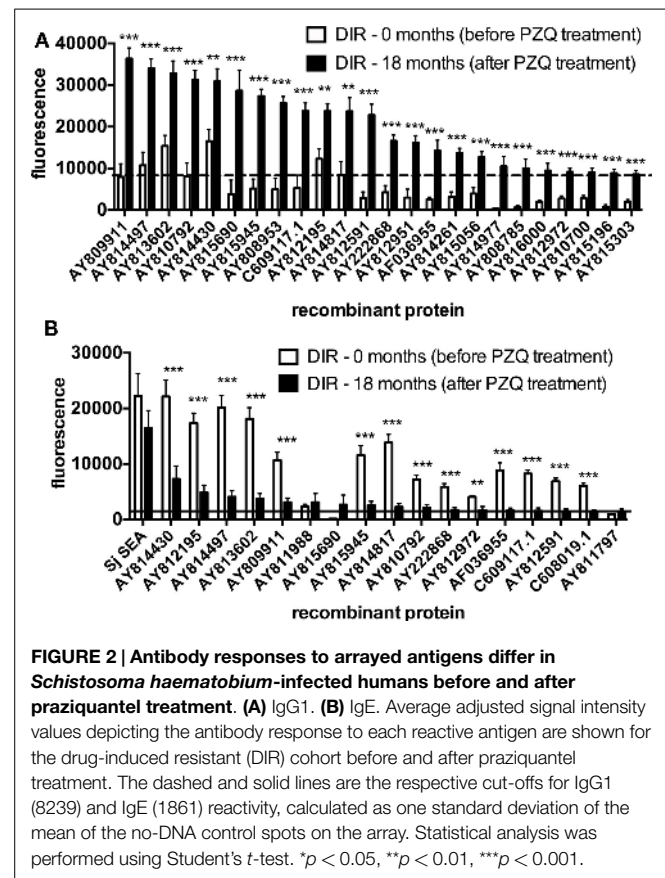 A
DIR - 0 months (before PZQ treatment)
DIR - 18 months (after PZQ treatment)
fluorescence
40000
30000
20000
10000
0
*** *** *** *** ** *** *** *** *** ** ** *** *** *** *** *** *** *** *** *** *** *** *** ***
AY809911
AY814497
AY813602
AY810792
AY814430
AY815690
AY815945
AY808953
C609117.1
AY812195
AY814817
AY812591
AY222868
AY812951
AF036955
AY814261
AY815056
AY814977
AY808785
AY816000
AY812972
AY810700
AY815196
AY815303
recombinant protein
B
DIR - 0 months (before PZQ treatment)
DIR - 18 months (after PZQ treatment)
fluorescence
30000
20000
10000
0
*** *** *** *** *** *** *** *** *** ** *** *** *** ***
Sj SEA
AY814430
AY812195
AY814497
AY813602
AY809911
AY811988
AY815690
AY815945
AY814817
AY810792
AY222868
AY812972
AF036955
C609117.1
AY812591
C608019.1
AY811797
recombinant protein
FIGURE 2 | Antibody responses to arrayed antigens differ in
Schistosoma haematobium-infected humans before and after
praziquantel treatment. (A) IgG1. (B) IgE. Average adjusted signal intensity
values depicting the antibody response to each reactive antigen are shown for
the drug-induced resistant (DIR) cohort before and after praziquantel
treatment. The dashed and solid lines are the respective cut-offs for IgG1
(8239) and IgE (1861) reactivity, calculated as one standard deviation of the
mean of the no-DNA control spots on the array. Statistical analysis was
performed using Student's t-test. *p < 0.05, **p < 0.01, ***p < 0.001.